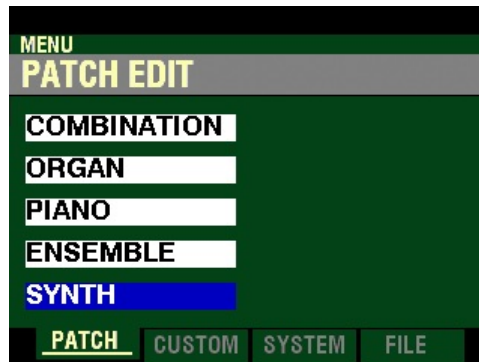 MENU
PATCH EDIT
COMBINATION
ORGAN
PIANO
ENSEMBLE
SYNTH
PATCH CUSTOM SYSTEM FILE